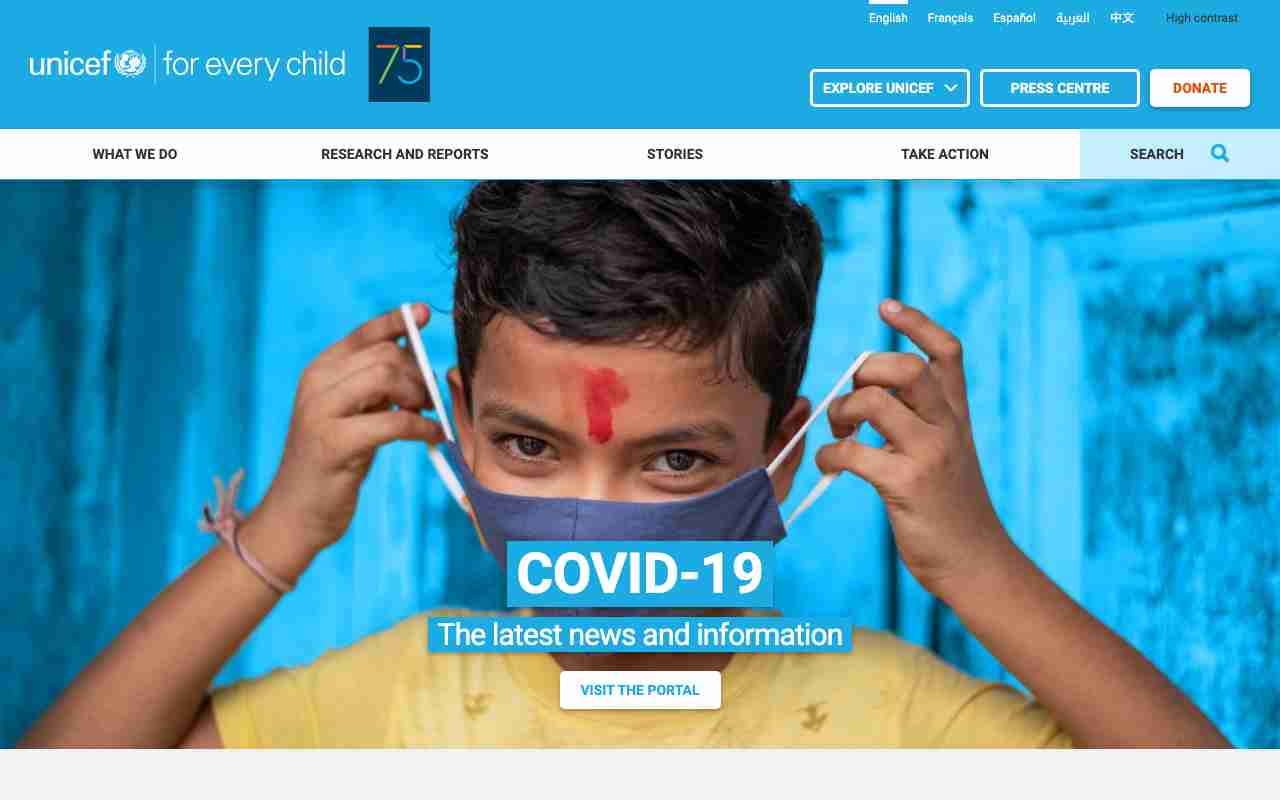 English Français Español العربية 中文 High contrast
unicef for every child 75
EXPLORE UNICEF PRESS CENTRE DONATE
WHAT WE DO RESEARCH AND REPORTS STORIES TAKE ACTION SEARCH
COVID-19
The latest news and information
VISIT THE PORTAL